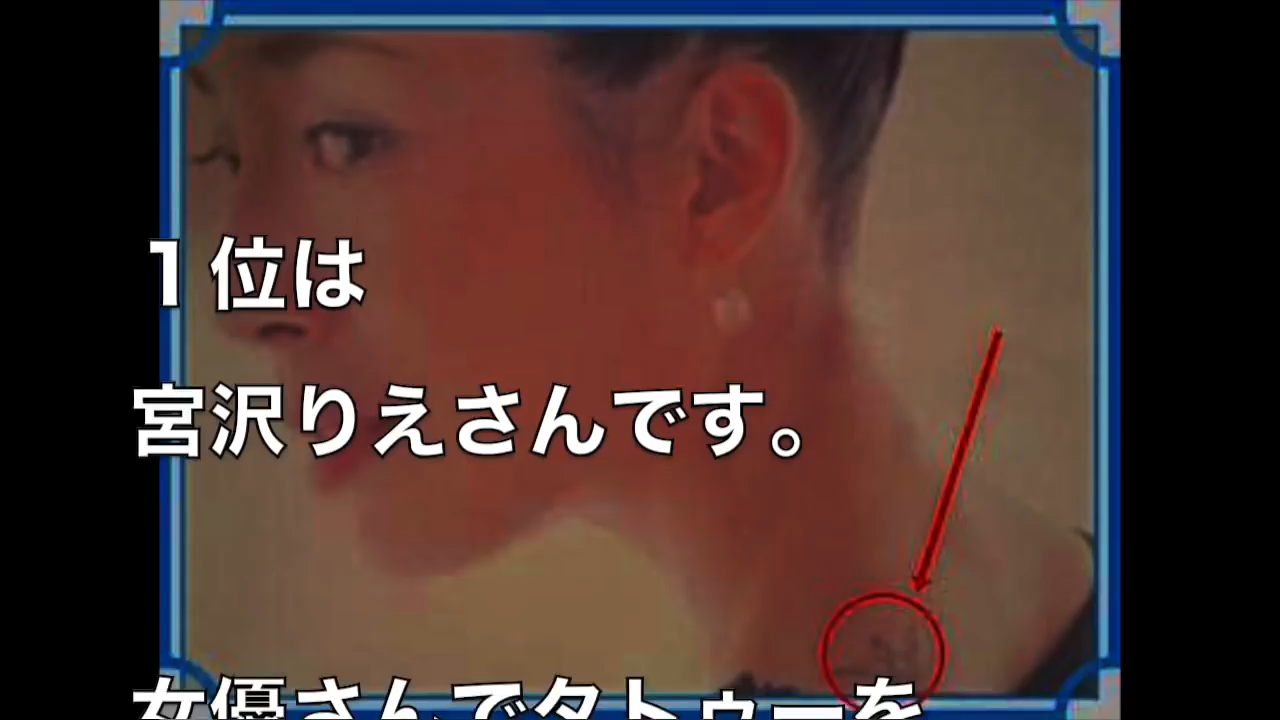 １位は
宮沢りえさんです。
女優さんでタトゥーを